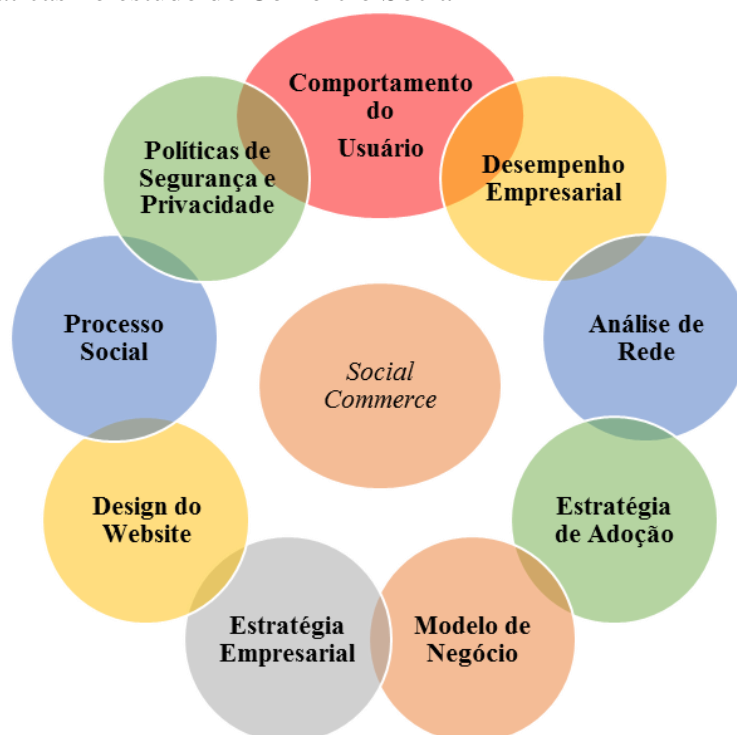 Comportamento
do
Usuário
Desempenho
Empresarial
Análise de
Rede
Estratégia
de Adoção
Modelo de
Negócio
Estratégia
Empresarial
Design do
Website
Processo
Social
Políticas de
Segurança e
Privacidade
Social
Commerce